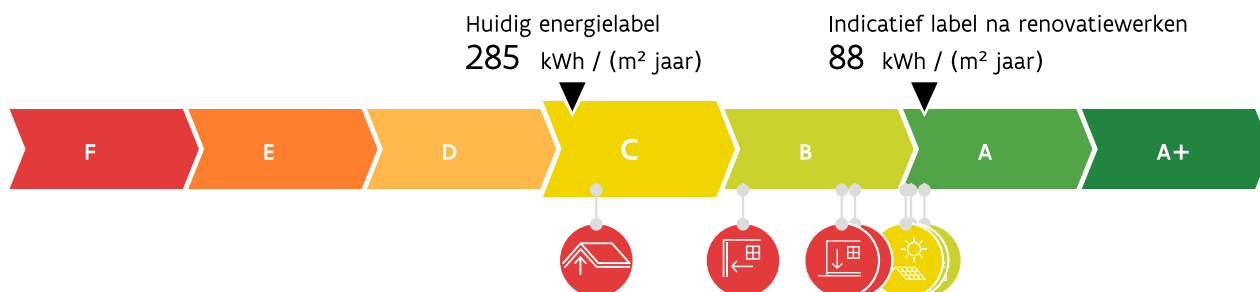 Huidig energielabel
285 kWh / (m² jaar)
Indicatief label na renovatiewerken
88 kWh / (m² jaar)
F E D C B A A+